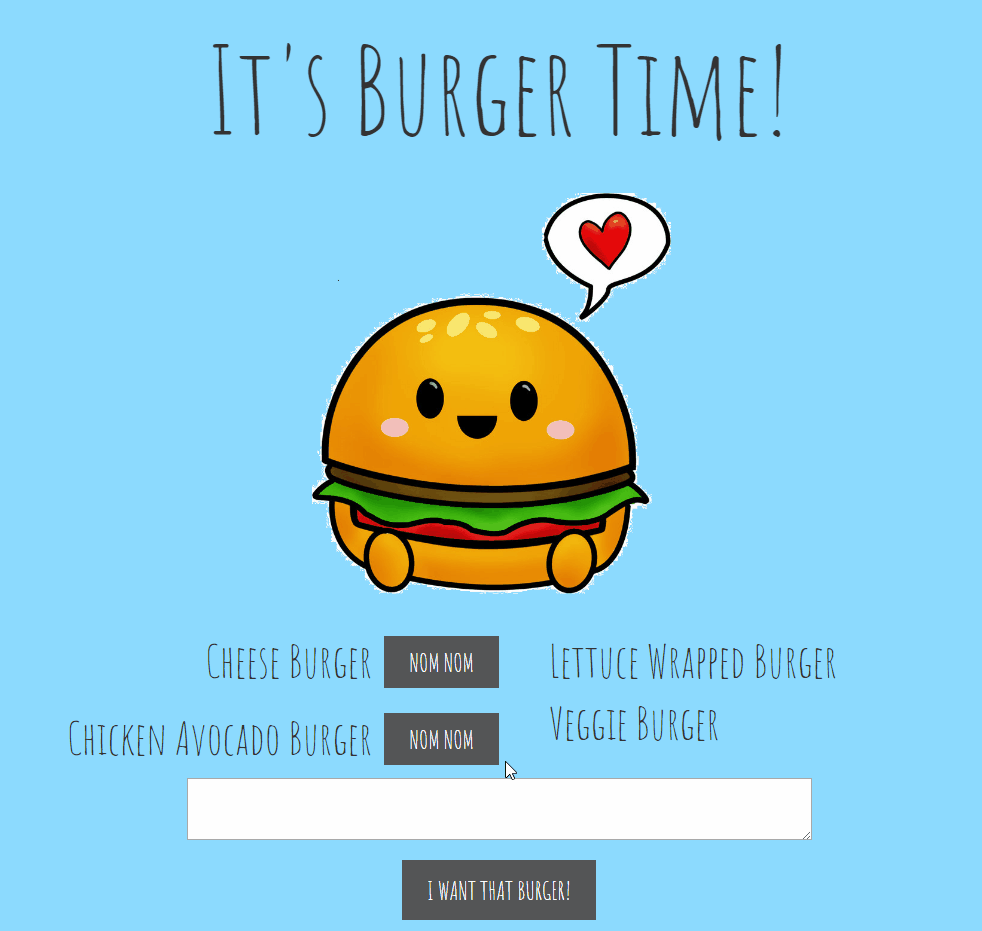 It's Burger Time!
Cheese Burger NOM NOM
Chicken Avocado Burger NOM NOM
Lettuce Wrapped Burger
Veggie Burger
I WANT THAT BURGER!